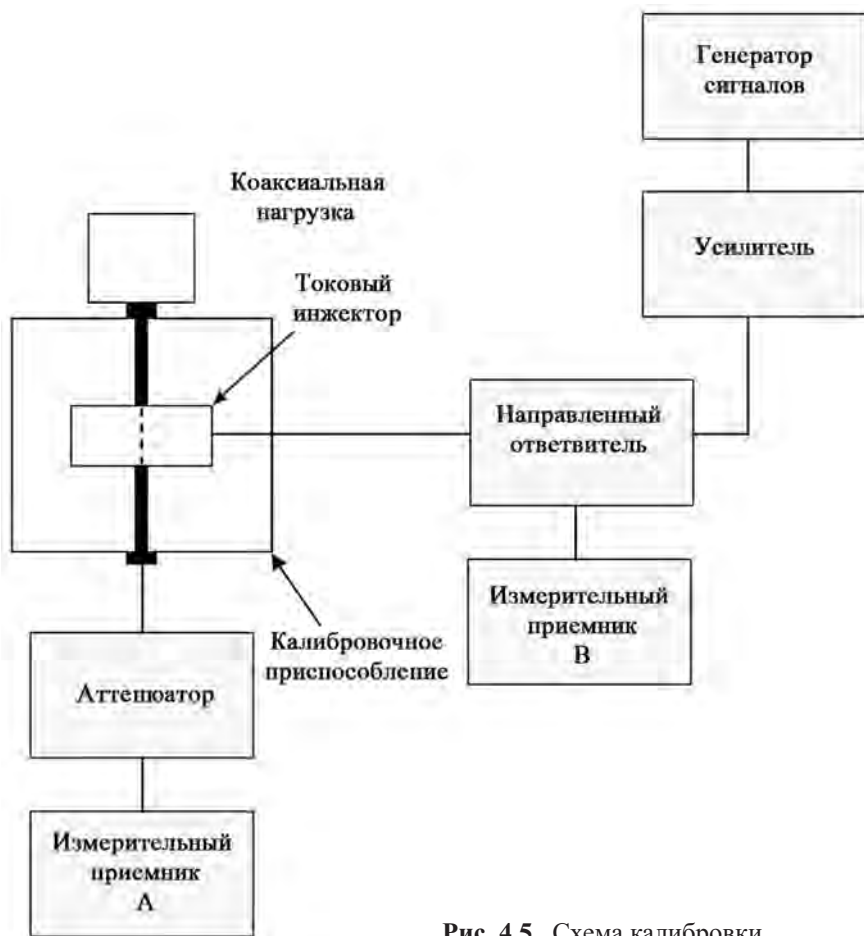 Генератор
сигналов
Коаксиальная
нагрузка
Усилитель
Токовый
инжектор
Направленный
ответвитель
Измерительный
приемник
В
Калибровочное
приспособление
Аттенюатор
Измерительный
приемник
А
Рис. 4.5. Схема калибровки